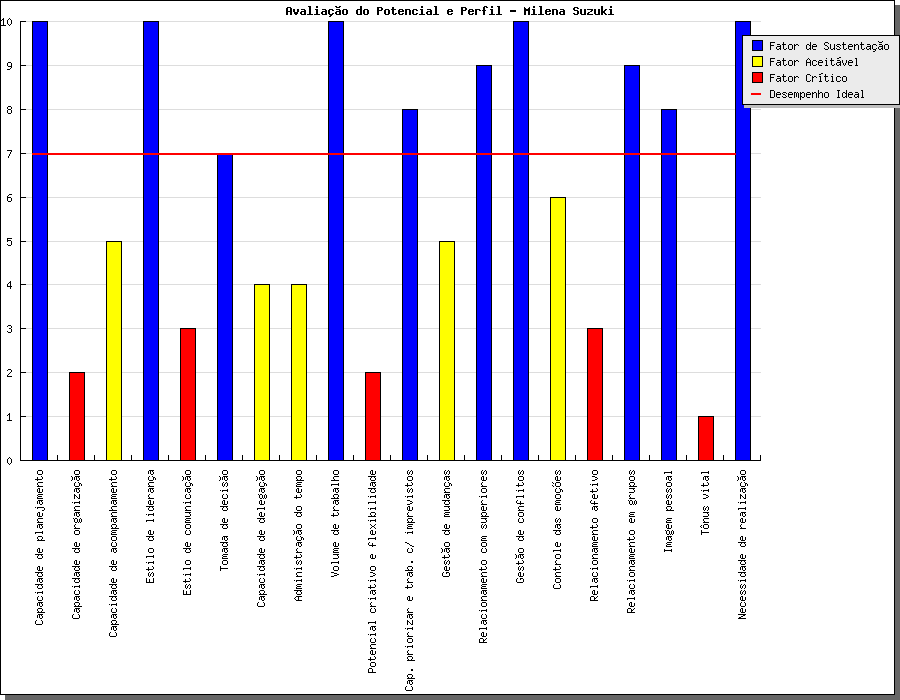 Avaliação do Potencial e Perfil - Milena Suzuki
10
9
8
7
6
5
4
3
2
1
0
Fator de Sustentação
Fator Aceitável
Fator Crítico
Desempenho Ideal
Capacidade de planejamento
Capacidade de organização
Capacidade de acompanhamento
Estilo de liderança
Estilo de comunicação
Tomada de decisão
Capacidade de delegação
Administração do tempo
Volume de trabalho
Potencial criativo e flexibilidade
Cap. priorizar e trab. c/ imprevistos
Gestão de mudanças
Relacionamento com superiores
Gestão de conflitos
Controle das emoções
Relacionamento afetivo
Relacionamento em grupos
Imagem pessoal
Tônus vital
Necessidade de realização